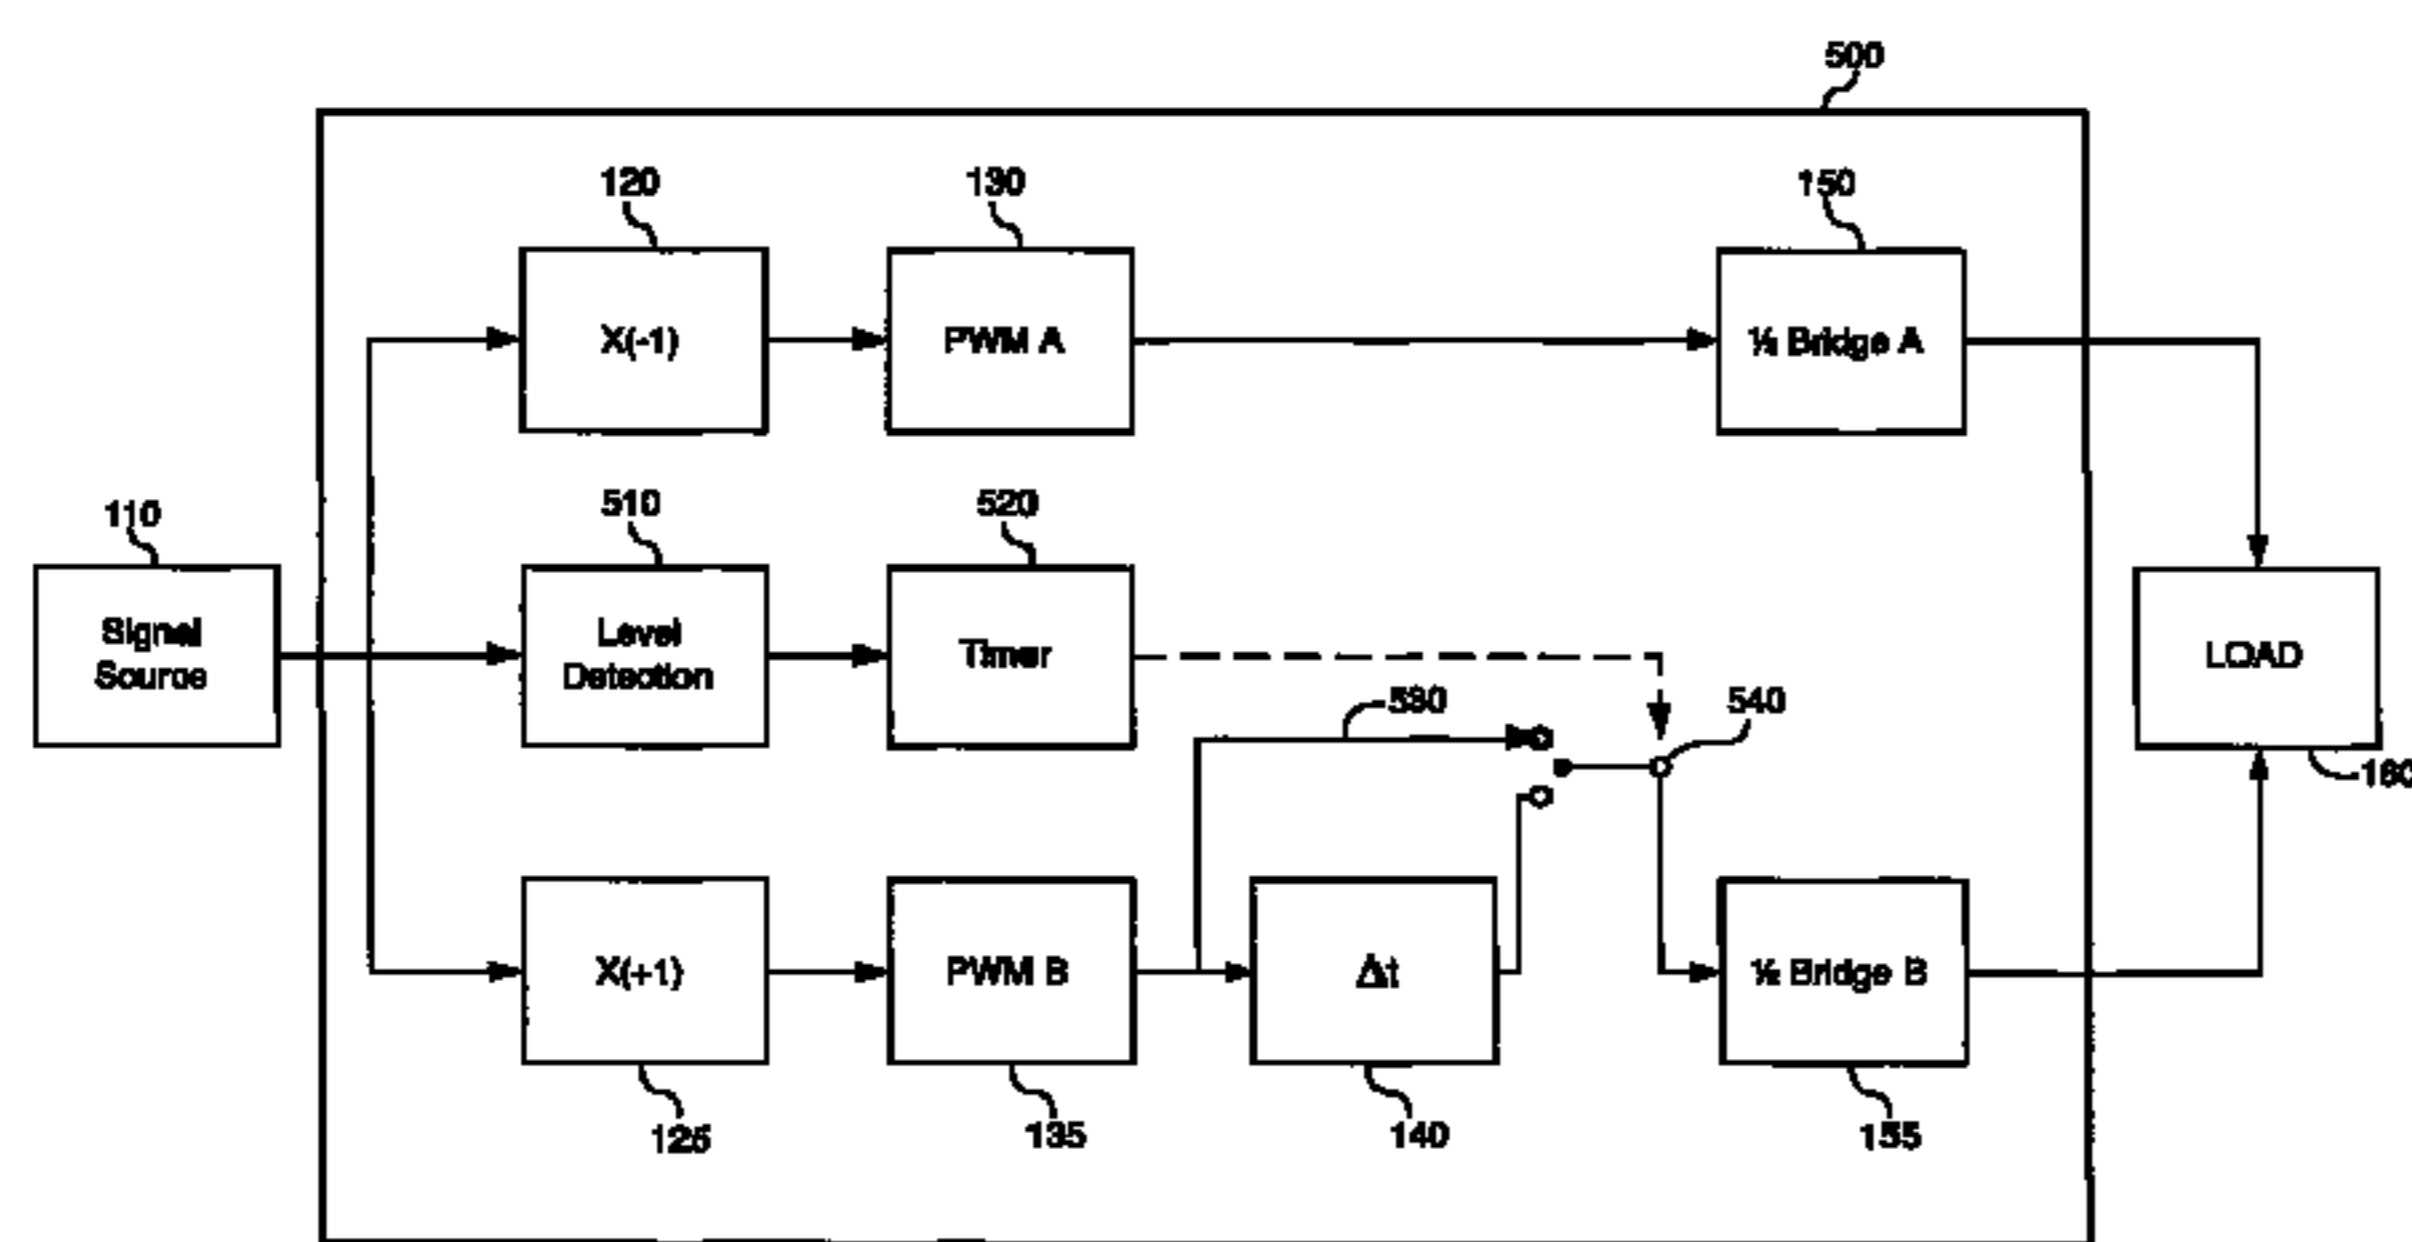 500
120
130
150
X(-1)
PWM A
½ Bridge A
110
510
520
Signal
Source
Level
Detection
Timer
LOAD
530
540
160
X(+1)
PWM B
Δt
½ Bridge B
125
135
140
155